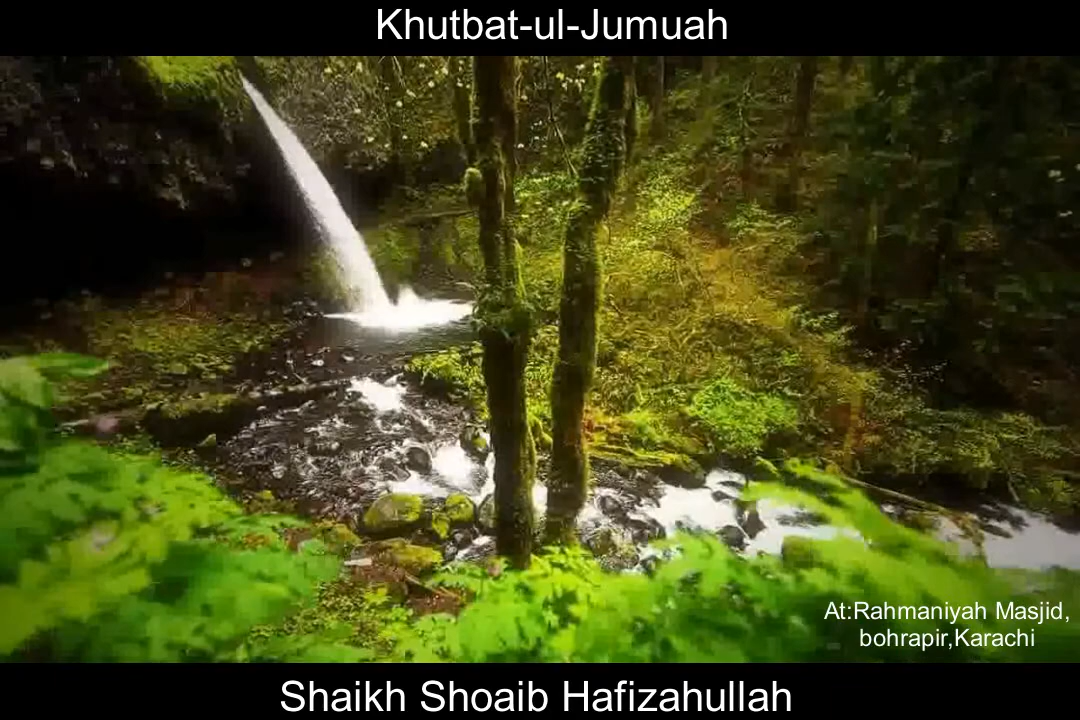 Khutbat-ul-Jumuah
At:Rahmaniyah Masjid,
bohrapir,Karachi
Shaikh Shoaib Hafizahullah